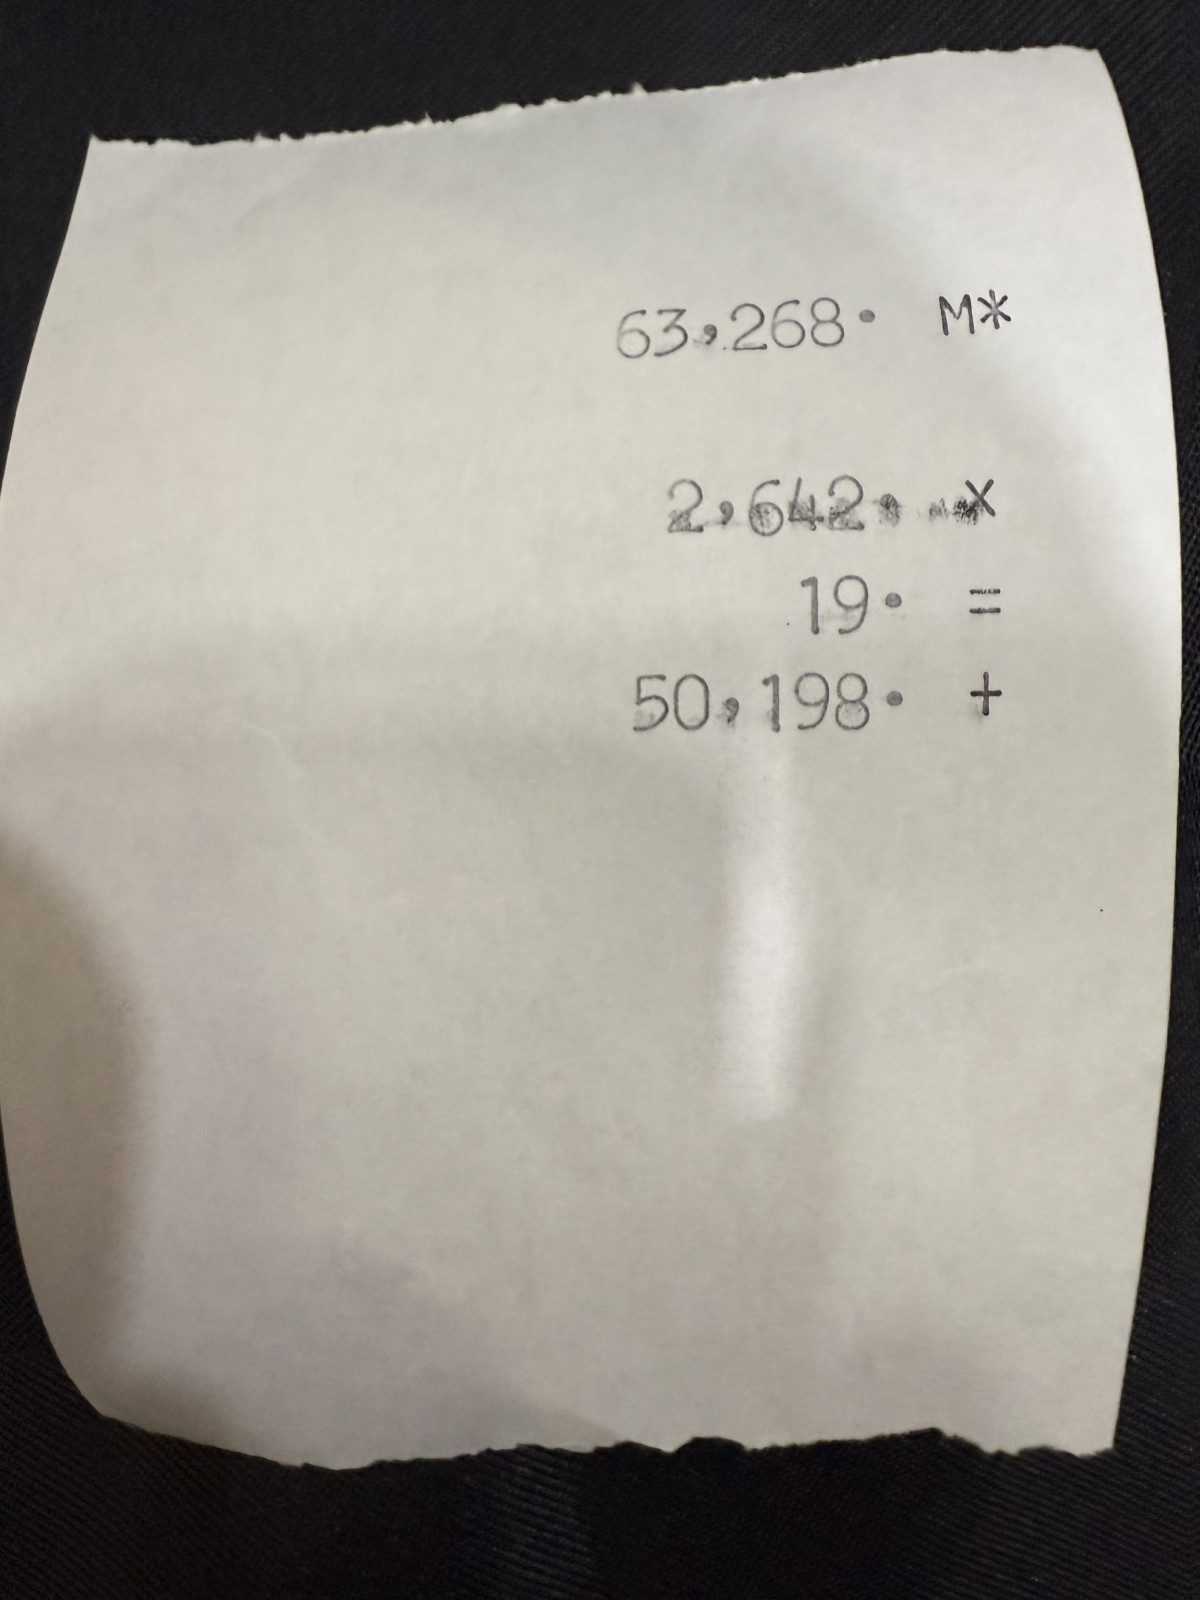 63,268. M*
2,642. x
19. =
50,198. +